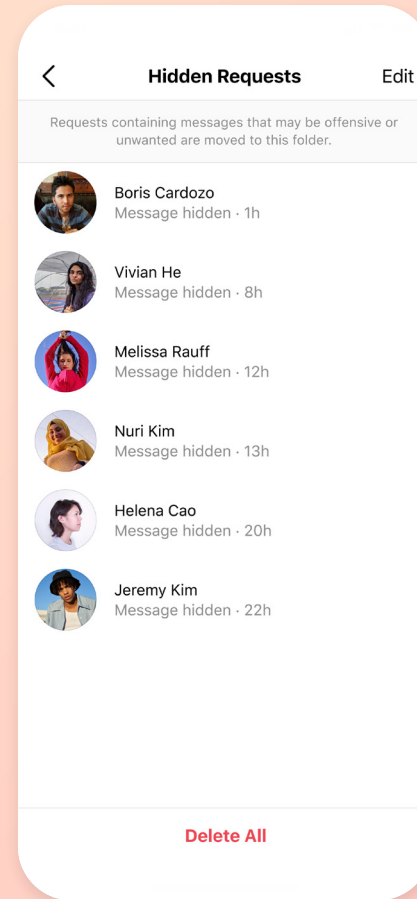 Hidden Requests Edit
Requests containing messages that may be offensive or
unwanted are moved to this folder.
Boris Cardozo
Message hidden · 1h
Vivian He
Message hidden · 8h
Melissa Rauff
Message hidden · 12h
Nuri Kim
Message hidden · 13h
Helena Cao
Message hidden · 20h
Jeremy Kim
Message hidden · 22h
Delete All